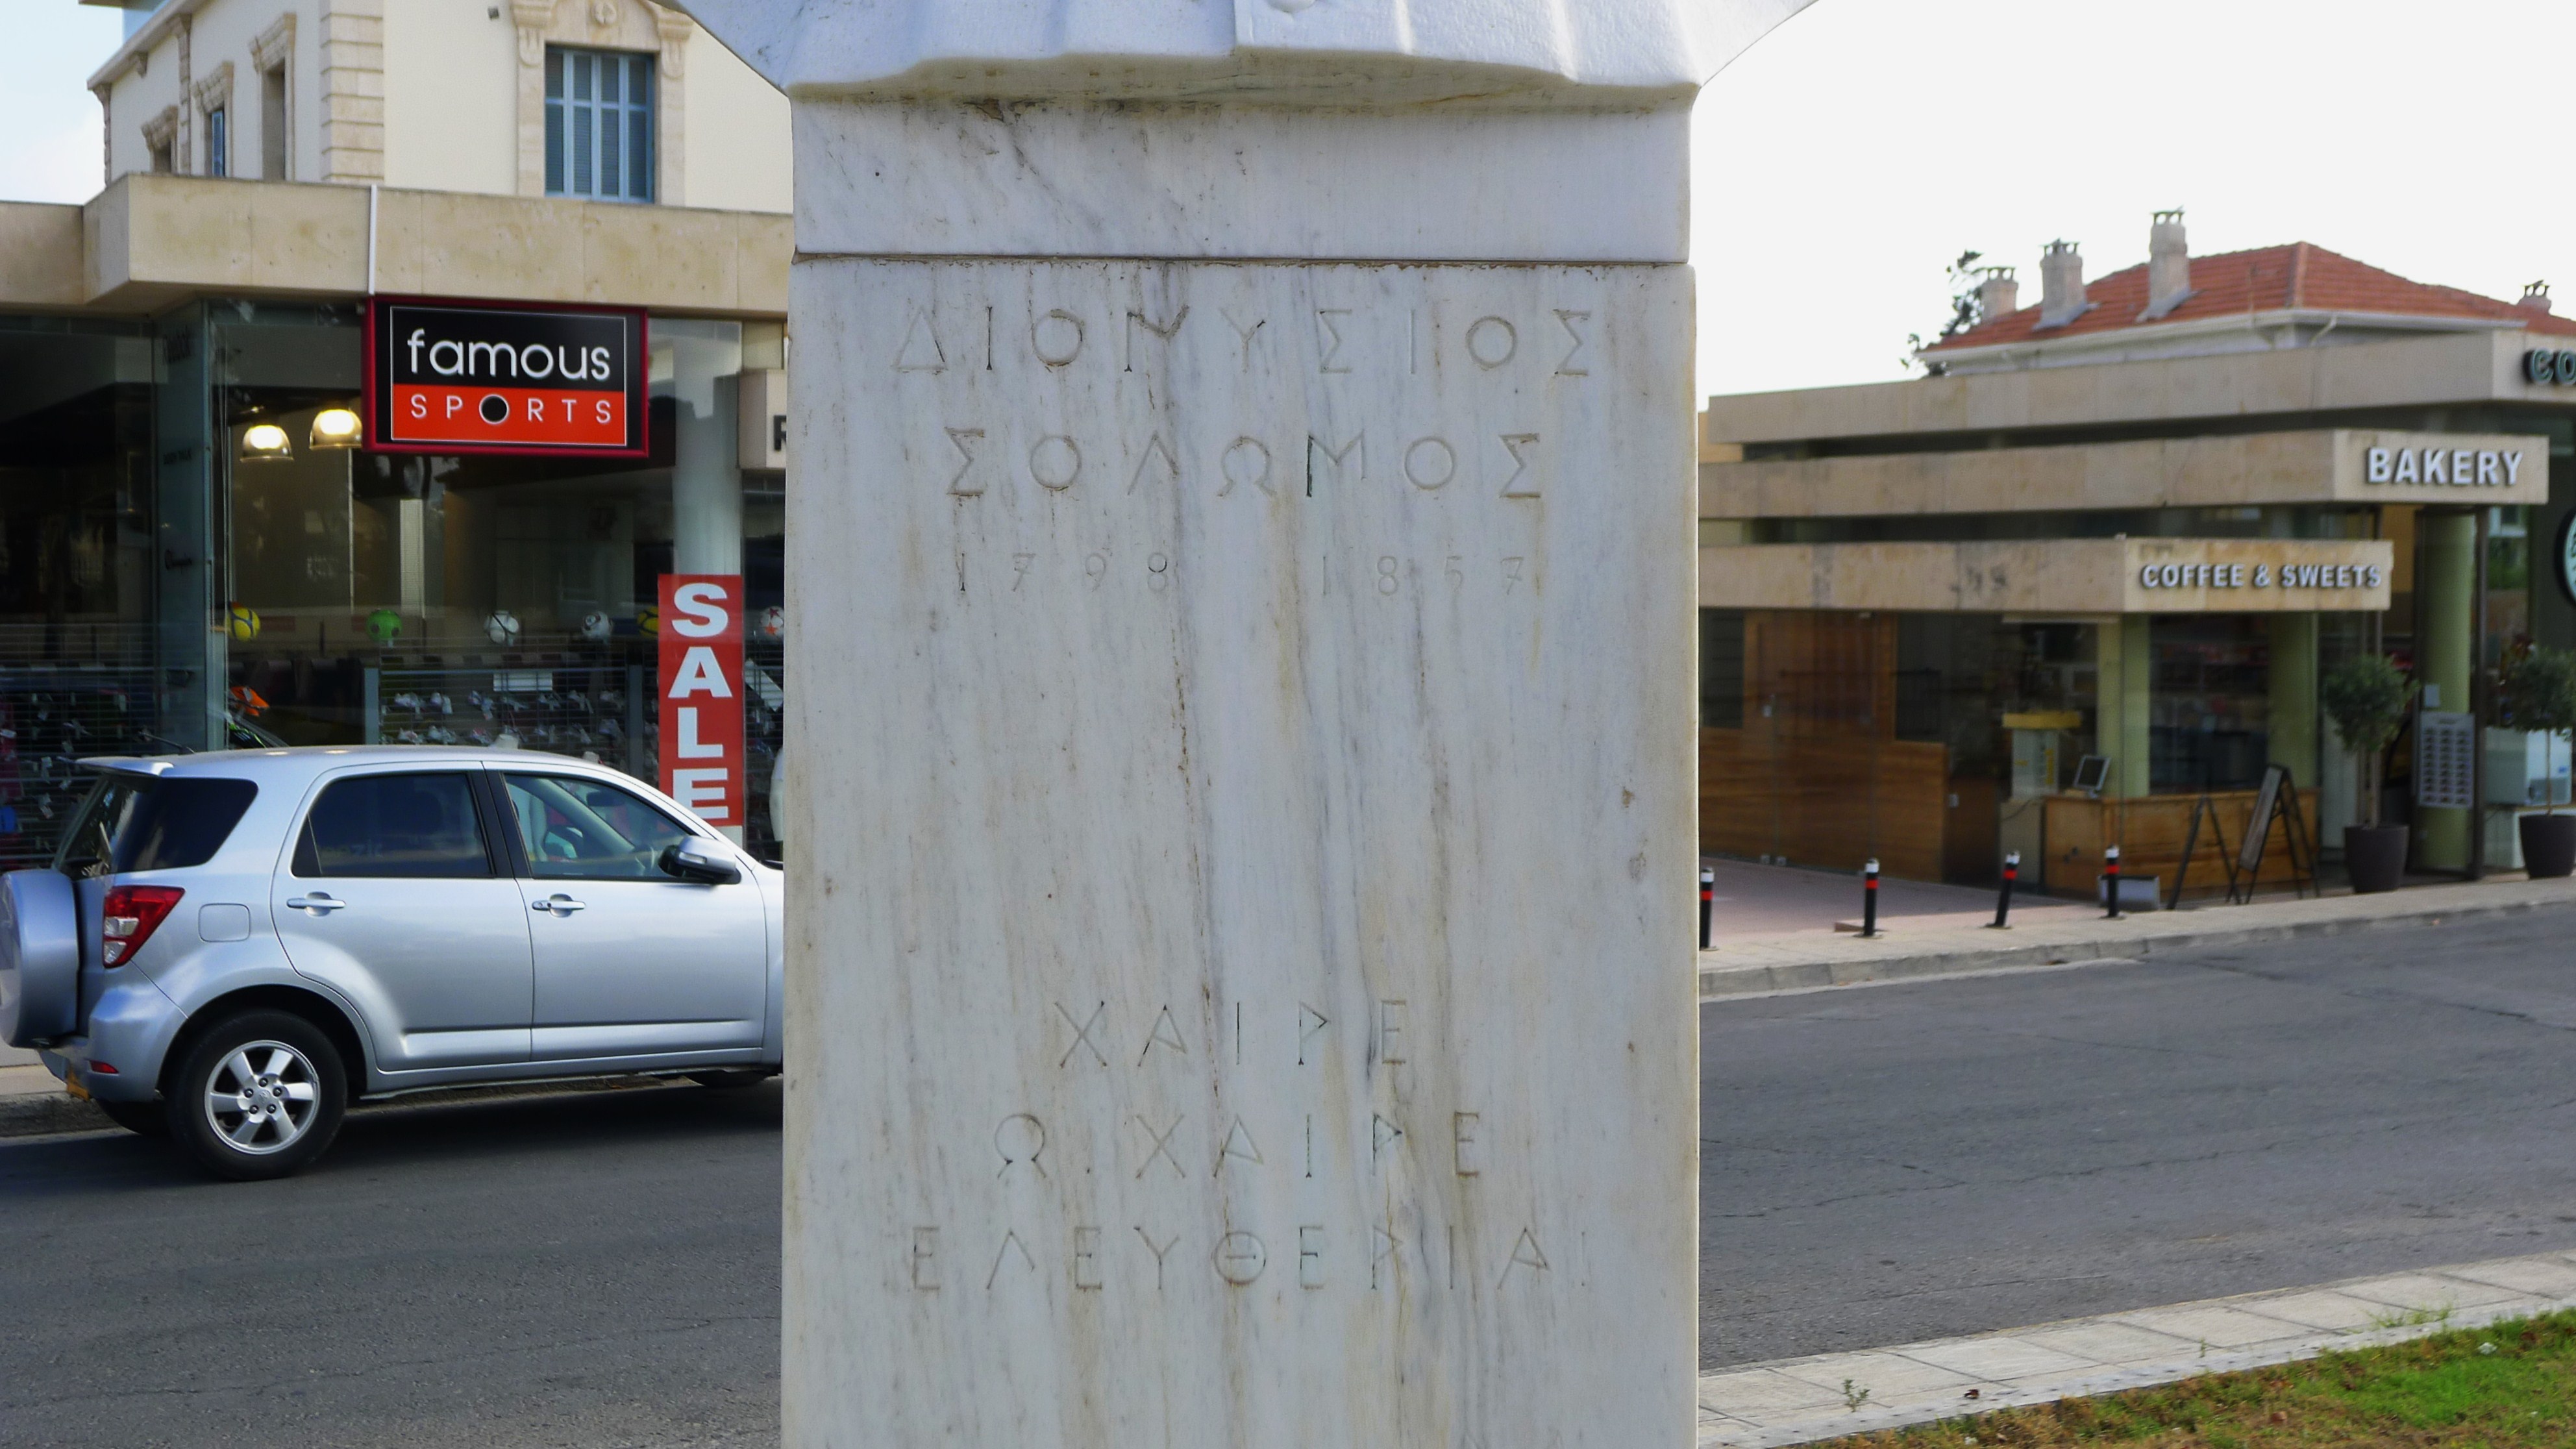 ΔΙΟΝΥΣΙΟΣ
ΣΟΛΩΜΟΣ
1798 1857
ΧΑΙΡΕ
Ω ΧΑΙΡΕ
ΕΛΕΥΘΕΡΙΑ!
famous
SPORTS
SALE
BAKERY
COFFEE & SWEETS